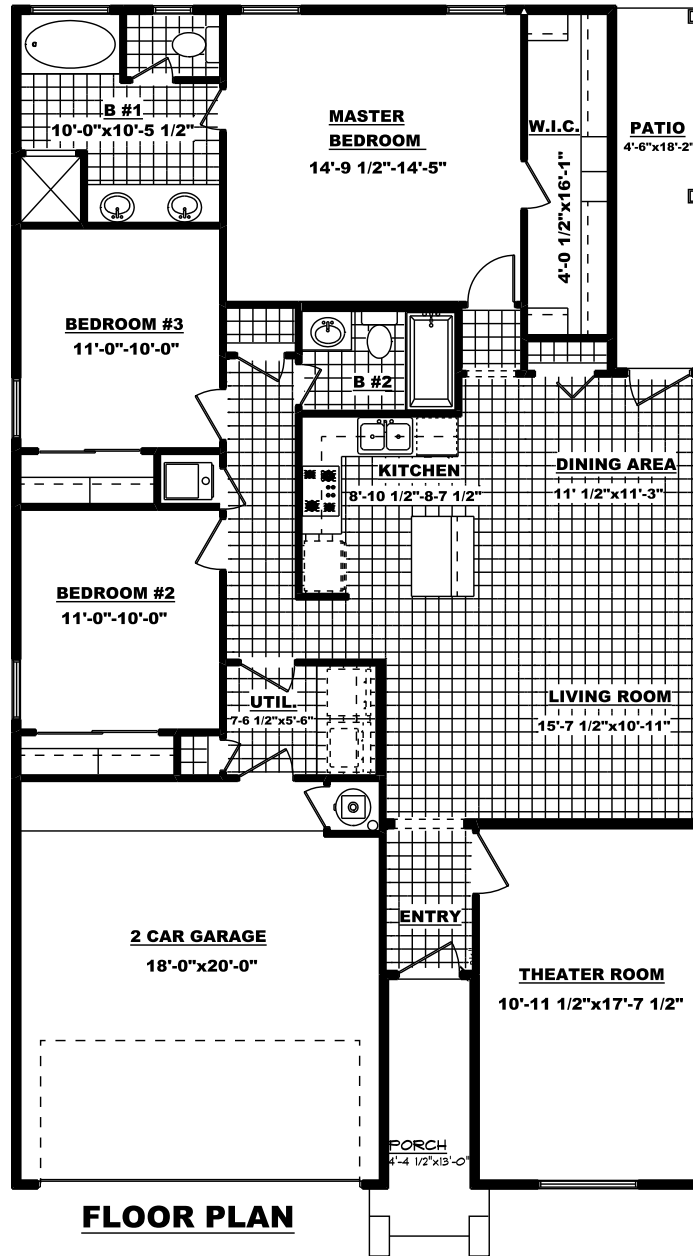 B #1
10'-0"x10'-5 1/2"
MASTER
BEDROOM
14'-9 1/2"-14'-5"
W.I.C.
4'-0 1/2"x16'-1"
PATIO
4'-6"x18'-2"
BEDROOM #3
11'-0"-10'-0"
B #2
KITCHEN
8'-10 1/2"-8-7 1/2"
DINING AREA
11' 1/2"x11'-3"
BEDROOM #2
11'-0"-10'-0"
UTIL.
7-6 1/2"x5'-6"
LIVING ROOM
15'-7 1/2"x10'-11"
ENTRY
2 CAR GARAGE
18'-0"x20'-0"
THEATER ROOM
10'-11 1/2"x17'-7 1/2"
PORCH
4'-4 1/2"x13'-0"
FLOOR PLAN